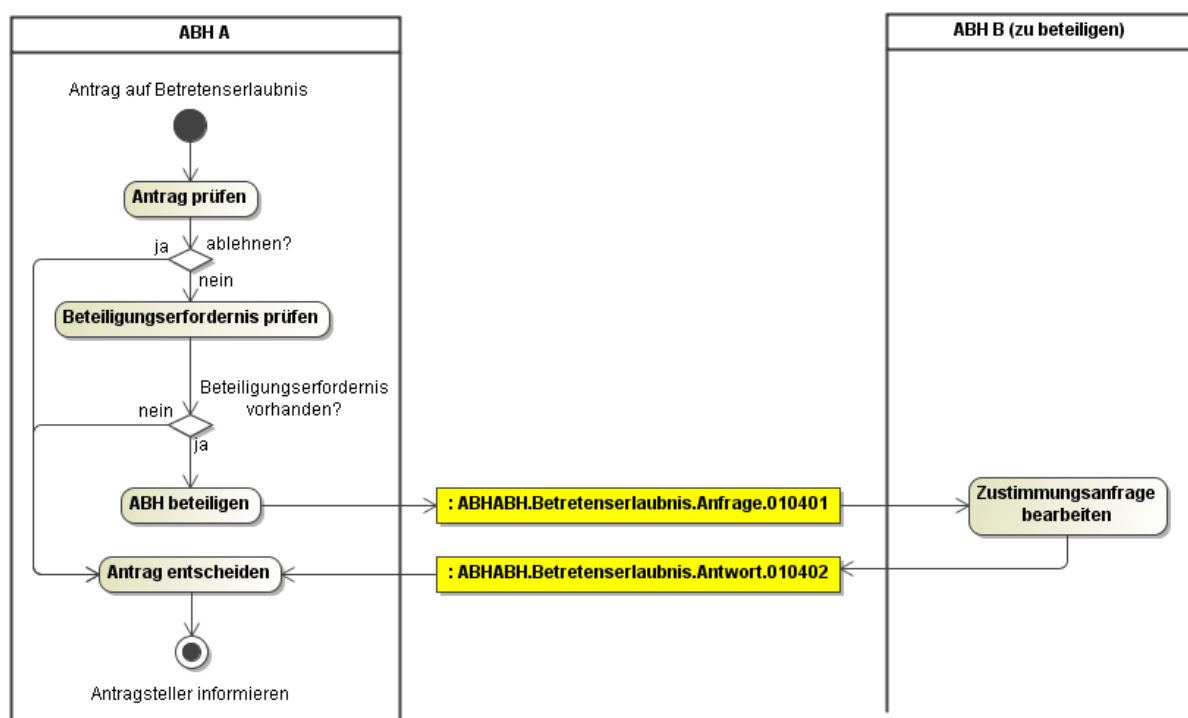 ABH A
ABH B (zu beteiligen)
Antrag auf Betretenserlaubnis
Antrag prüfen
ja
ablehnen?
nein
Beteiligungserfordernis prüfen
Beteiligungserfordernis
vorhanden?
nein
ja
ABH beteiligen
: ABHABH.Betretenserlaubnis.Anfrage.010401
Zustimmungsanfrage
bearbeiten
Antrag entscheiden
: ABHABH.Betretenserlaubnis.Antwort.010402
Antragsteller informieren